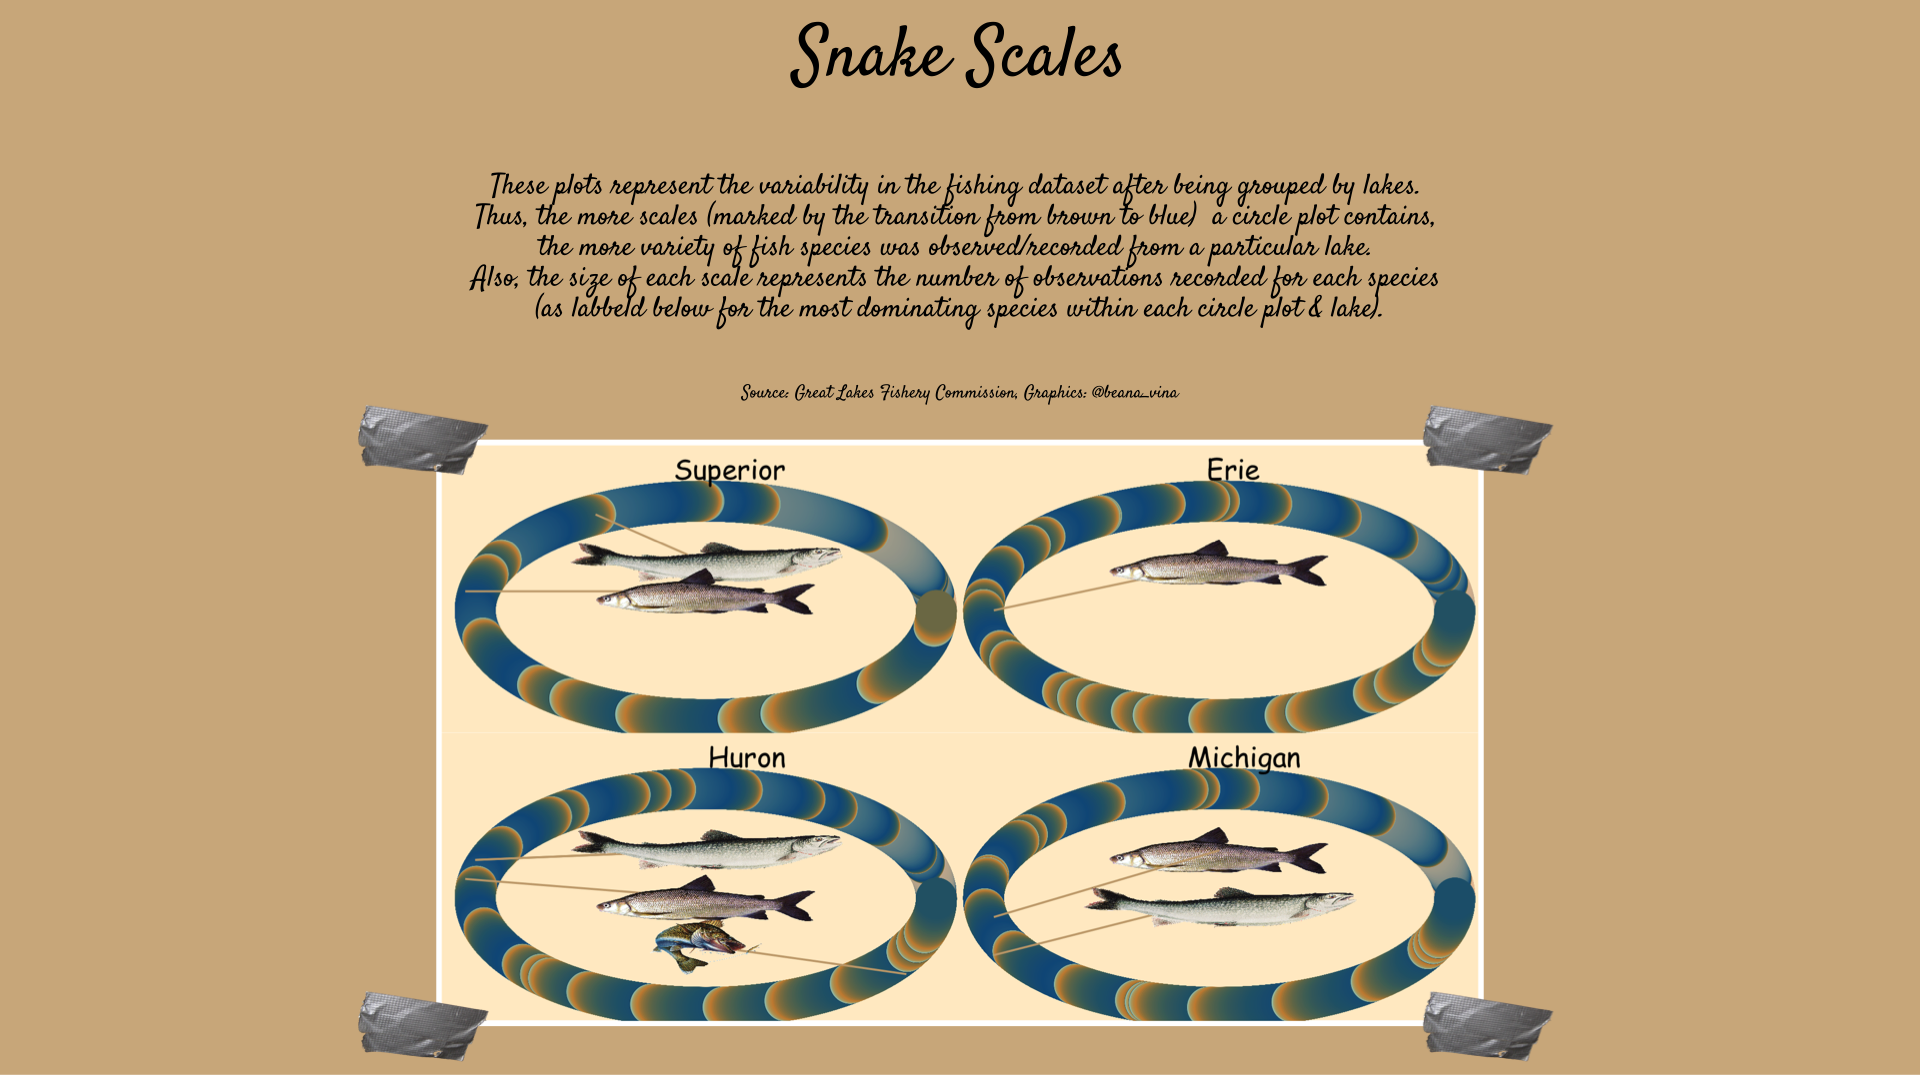 Snake Scales
These plots represent the variability in the fishing dataset after being grouped by lakes.
Thus, the more scales (marked by the transition from brown to blue) a circle plot contains,
the more variety of fish species was observed/recorded from a particular lake.
Also, the size of each scale represents the number of observations recorded for each species
(as labbeld below for the most dominating species within each circle plot & lake).
Source: Great Lakes Fishery Commission, Graphics: @beana_vina
Superior
Erie
Huron
Michigan